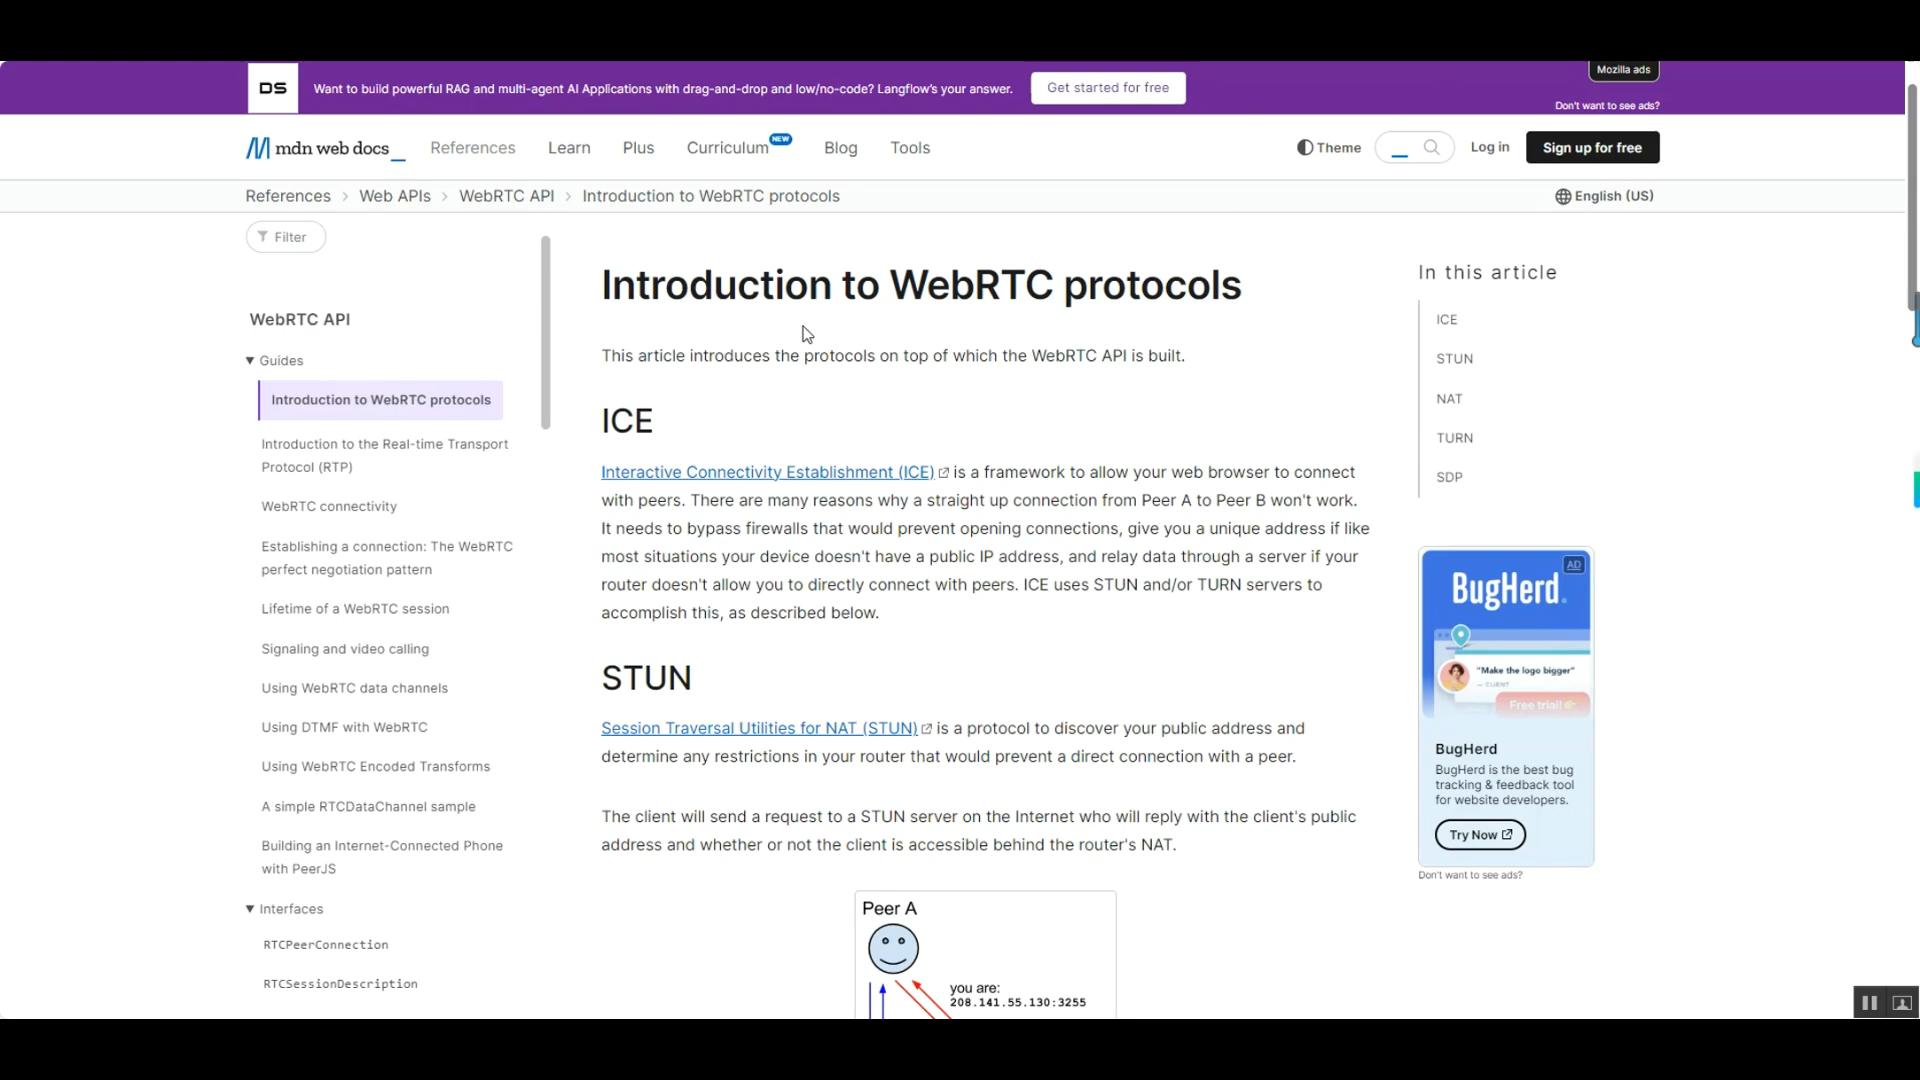 DS
Want to build powerful RAG and multi-agent AI Applications with drag-and-drop and low/no-code? Langflow's your answer.
Get started for free
Mozilla ads
Don't want to see ads?
mdn web docs
References
Learn
Plus
Curriculum
NEW
Blog
Tools
Theme
Log in
Sign up for free
References > Web APIs > WebRTC API > Introduction to WebRTC protocols
English (US)
Filter
WebRTC API
Guides
Introduction to WebRTC protocols
Introduction to the Real-time Transport
Protocol (RTP)
WebRTC connectivity
Establishing a connection: The WebRTC
perfect negotiation pattern
Lifetime of a WebRTC session
Signaling and video calling
Using WebRTC data channels
Using DTMF with WebRTC
Using WebRTC Encoded Transforms
A simple RTCDataChannel sample
Building an Internet-Connected Phone
with PeerJS
Interfaces
RTCPeerConnection
RTCSessionDescription
Introduction to WebRTC protocols
This article introduces the protocols on top of which the WebRTC API is built.
ICE
Interactive Connectivity Establishment (ICE) is a framework to allow your web browser to connect
with peers. There are many reasons why a straight up connection from Peer A to Peer B won't work.
It needs to bypass firewalls that would prevent opening connections, give you a unique address if like
most situations your device doesn't have a public IP address, and relay data through a server if your
router doesn't allow you to directly connect with peers. ICE uses STUN and/or TURN servers to
accomplish this, as described below.
STUN
Session Traversal Utilities for NAT (STUN) is a protocol to discover your public address and
determine any restrictions in your router that would prevent a direct connection with a peer.
The client will send a request to a STUN server on the Internet who will reply with the client's public
address and whether or not the client is accessible behind the router's NAT.
Peer A
you are:
208.141.55.130:3255
In this article
ICE
STUN
NAT
TURN
SDP
AD
BugHerd.
"Make the logo bigger"
— CLIENT
Free trial!
BugHerd
BugHerd is the best bug
tracking & feedback tool
for website developers.
Try Now
Don't want to see ads?